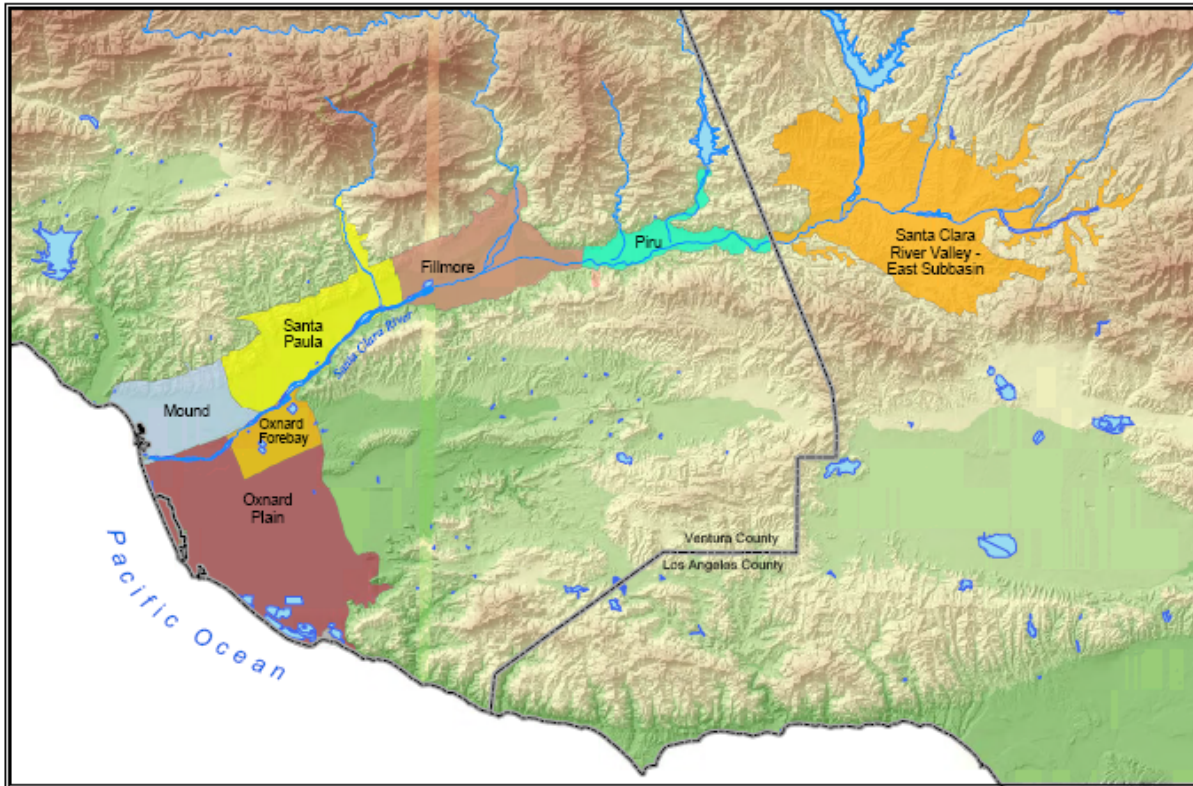 Santa Clara
River Valley -
East Subbasin
Piru
Fillmore
Santa
Paula
Santa Clara River
Mound
Oxnard
Forebay
Oxnard
Plain
Ventura County
Los Angeles County
Pacific Ocean